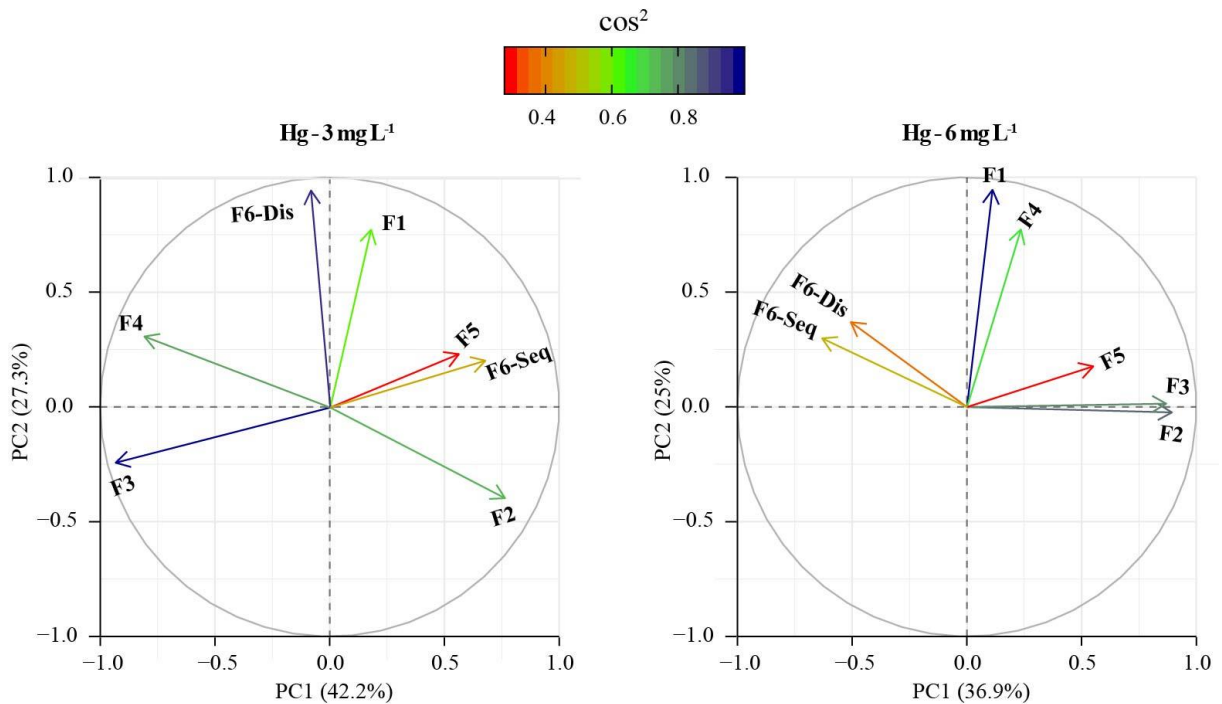 cos²
0.4 0.6 0.8
Hg - 3 mg L⁻¹
1.0
0.5
0.0
−0.5
−1.0
PC2 (27.3%)
F6-Dis
F1
F4
F5
F6-Seq
F3
F2
−1.0 −0.5 0.0 0.5 1.0
PC1 (42.2%)
Hg - 6 mg L⁻¹
1.0
0.5
0.0
−0.5
−1.0
PC2 (25%)
F1
F4
F6-Dis
F6-Seq
F5
F3
F2
−1.0 −0.5 0.0 0.5 1.0
PC1 (36.9%)